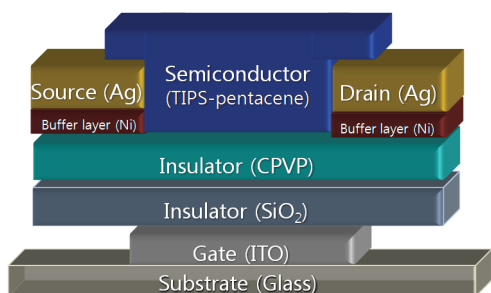 Semiconductor
(TIPS-pentacene)
Source (Ag)
Drain (Ag)
Buffer layer (Ni)
Buffer layer (Ni)
Insulator (CPVP)
Insulator (SiO₂)
Gate (ITO)
Substrate (Glass)